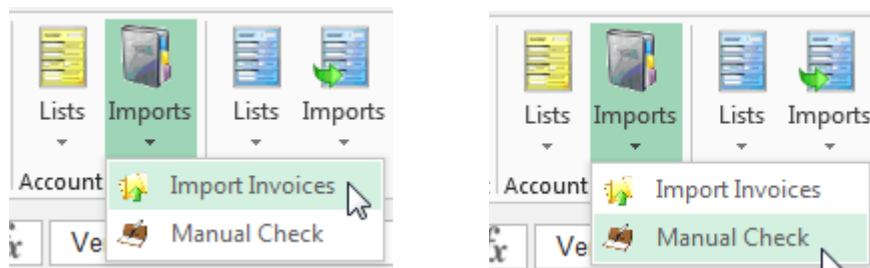 Lists Imports Lists Imports
Account
Import Invoices
Manual Check
Ve
Lists Imports Lists Imports
Account
Import Invoices
Manual Check
Ve